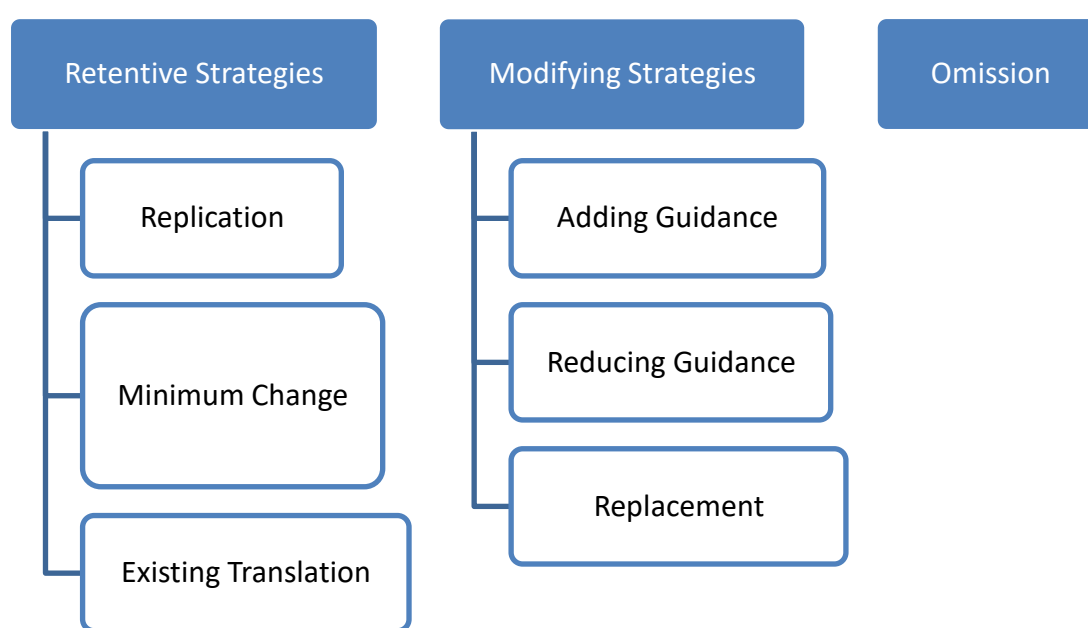 Retentive Strategies
Replication
Minimum Change
Existing Translation
Modifying Strategies
Adding Guidance
Reducing Guidance
Replacement
Omission